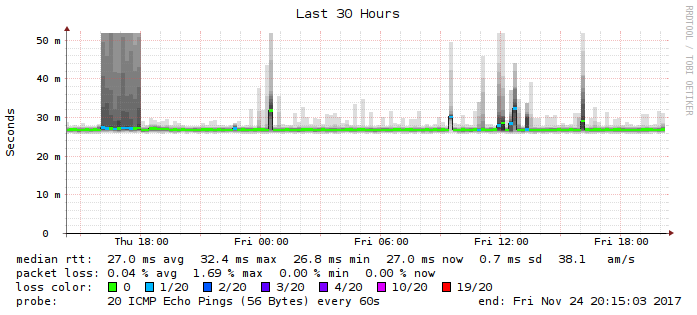 Last 30 Hours
RRDTOOL / TOBI OETIKER
Seconds
50 m
40 m
30 m
20 m
10 m
0
Thu 18:00 Fri 00:00 Fri 06:00 Fri 12:00 Fri 18:00
median rtt: 27.0 ms avg 32.4 ms max 26.8 ms min 27.0 ms now 0.7 ms sd 38.1 am/s
packet loss: 0.04 % avg 1.69 % max 0.00 % min 0.00 % now
loss color: 0 1/20 2/20 3/20 4/20 10/20 19/20
probe: 20 ICMP Echo Pings (56 Bytes) every 60s end: Fri Nov 24 20:15:03 2017